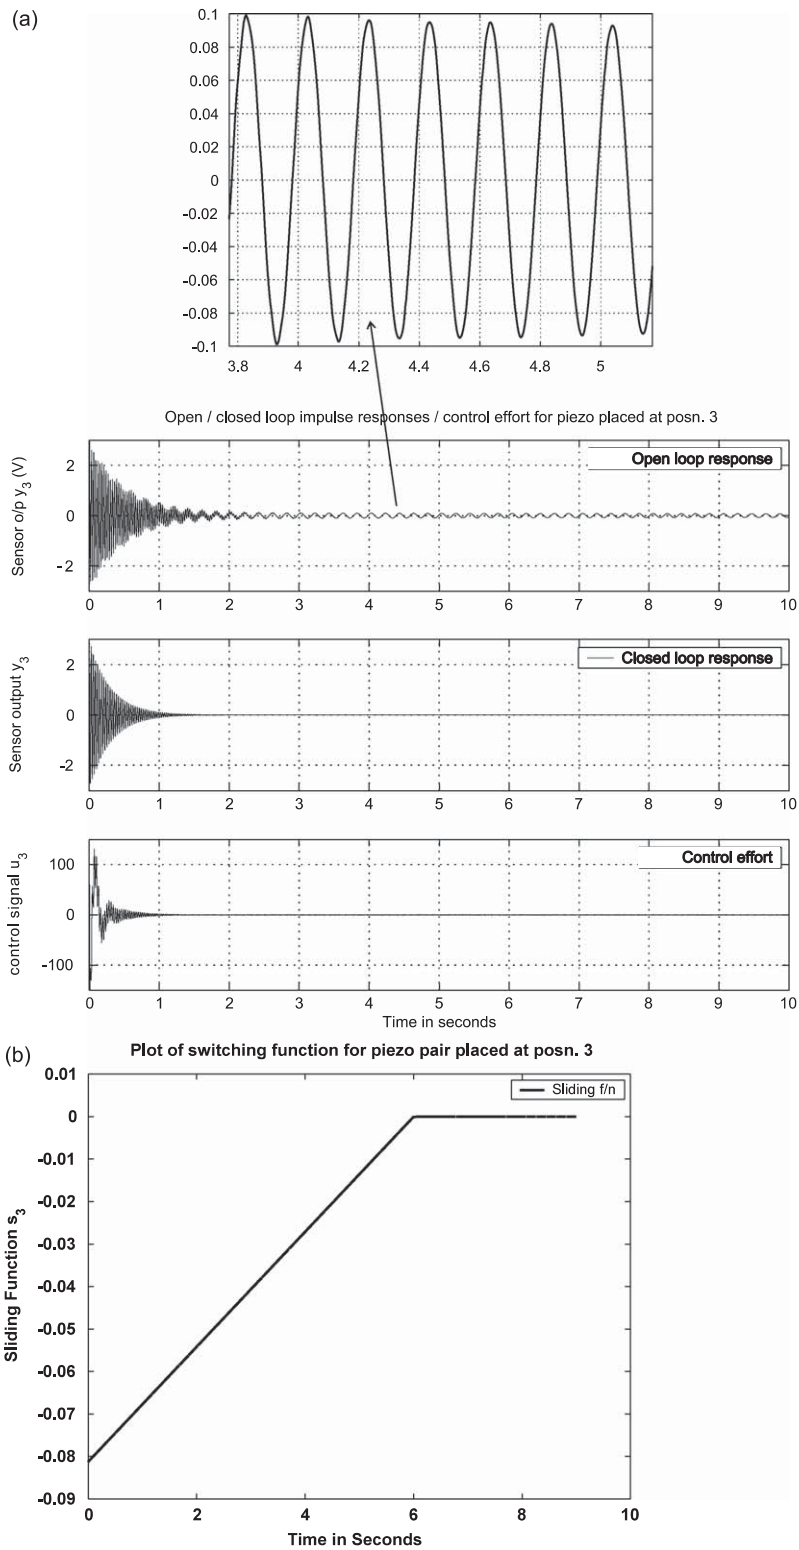 (a)
0.1
0.08
0.06
0.04
0.02
0
-0.02
-0.04
-0.06
-0.08
-0.1
3.8 4 4.2 4.4 4.6 4.8 5
Open / closed loop impulse responses / control effort for piezo placed at posn. 3
Sensor o/p y3 (V)
2
0
-2
Open loop response
0 1 2 3 4 5 6 7 8 9 10
Sensor output y3
2
0
-2
Closed loop response
0 1 2 3 4 5 6 7 8 9 10
control signal u3
100
0
-100
Control effort
0 1 2 3 4 5 6 7 8 9 10
Time in seconds
(b)
Plot of switching function for piezo pair placed at posn. 3
Sliding Function s3
0.01
0
-0.01
-0.02
-0.03
-0.04
-0.05
-0.06
-0.07
-0.08
-0.09
Sliding f/n
0 2 4 6 8 10
Time in Seconds